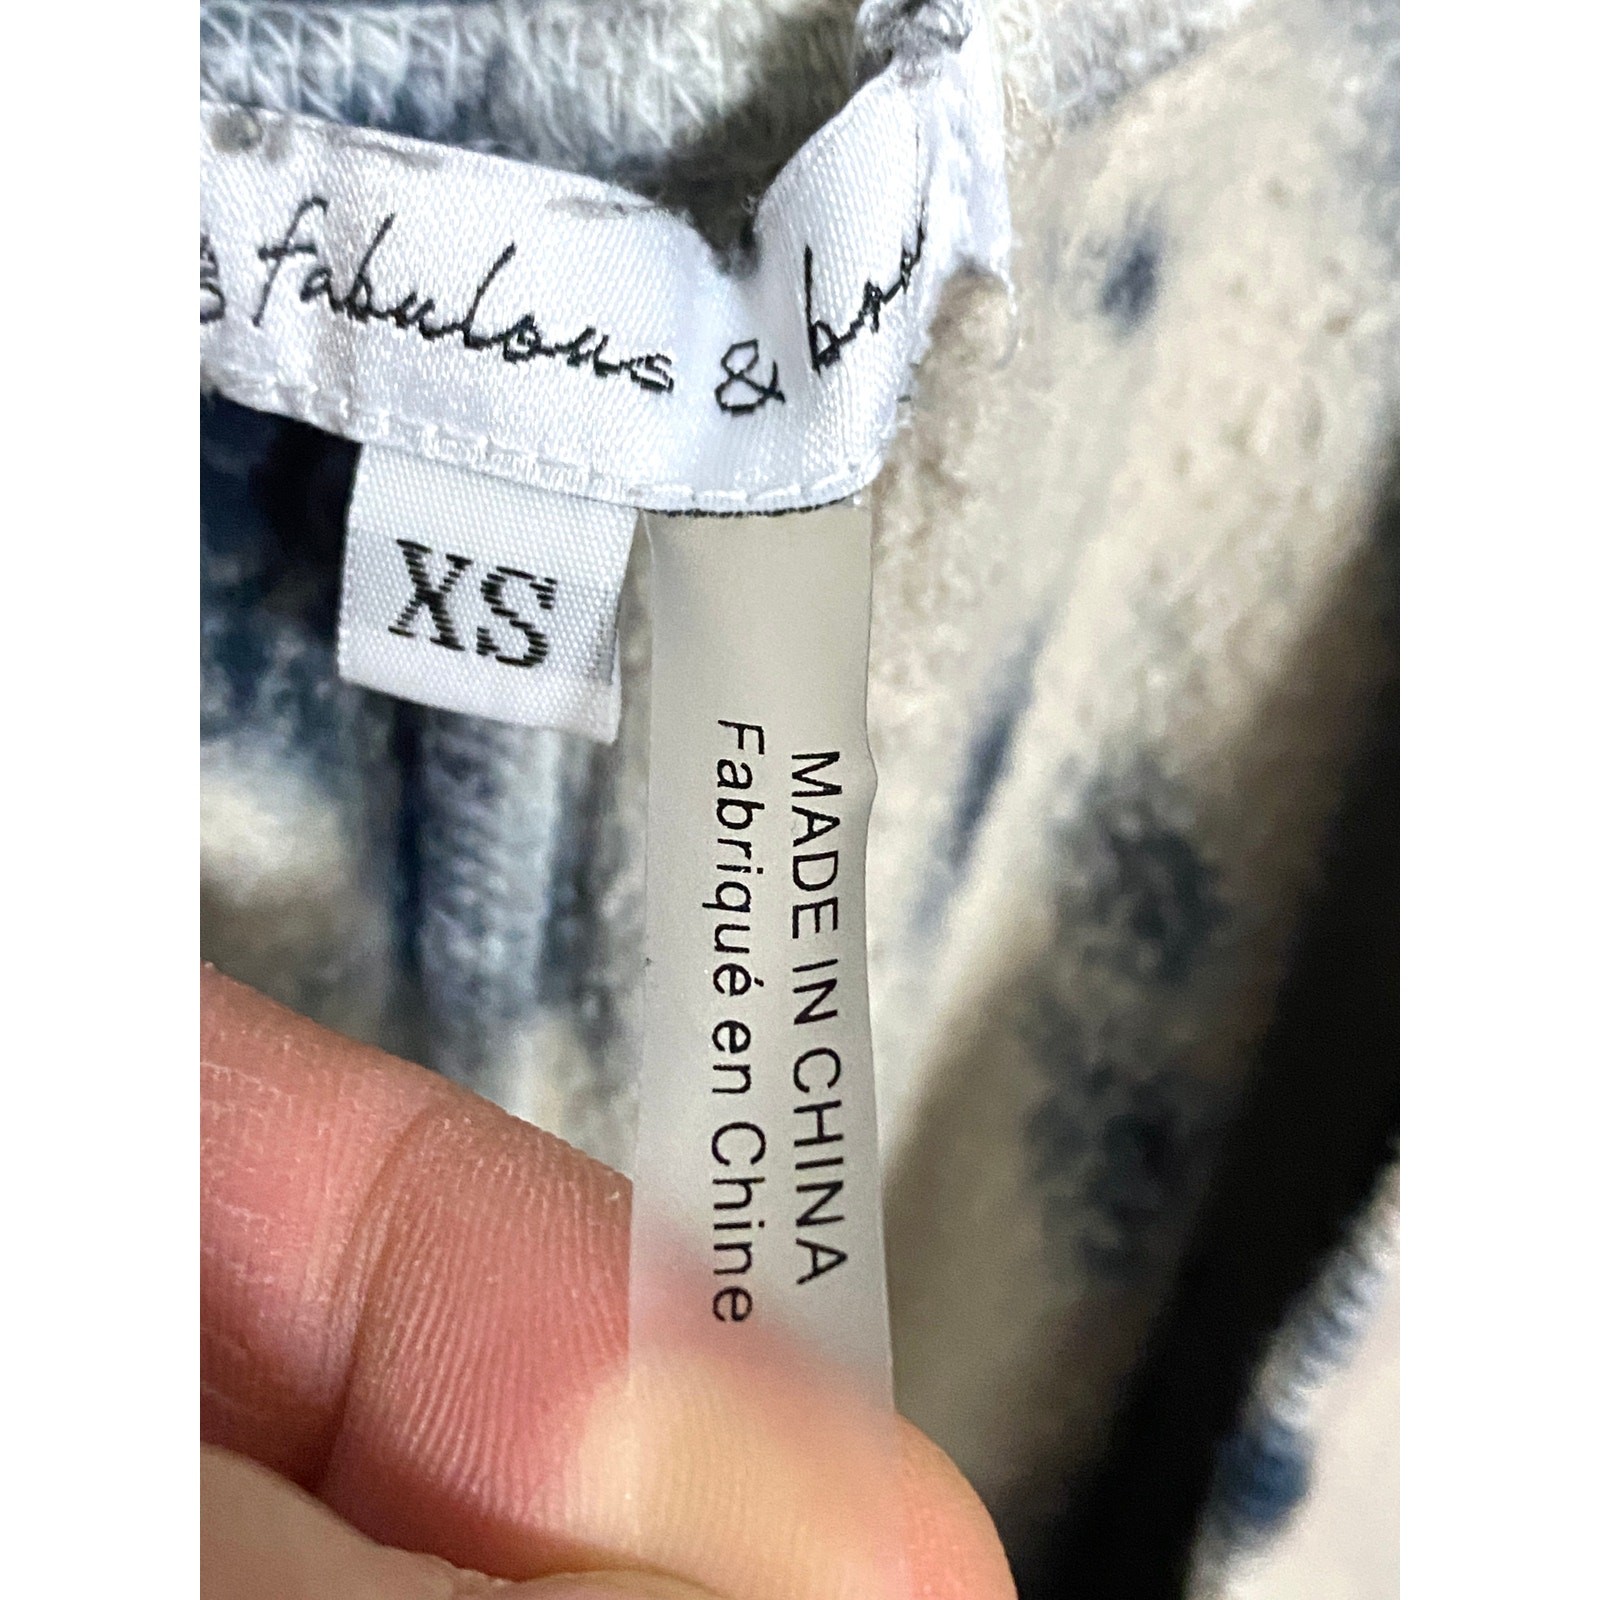 fabulous &
XS
MADE IN CHINA
Fabriqué en Chine